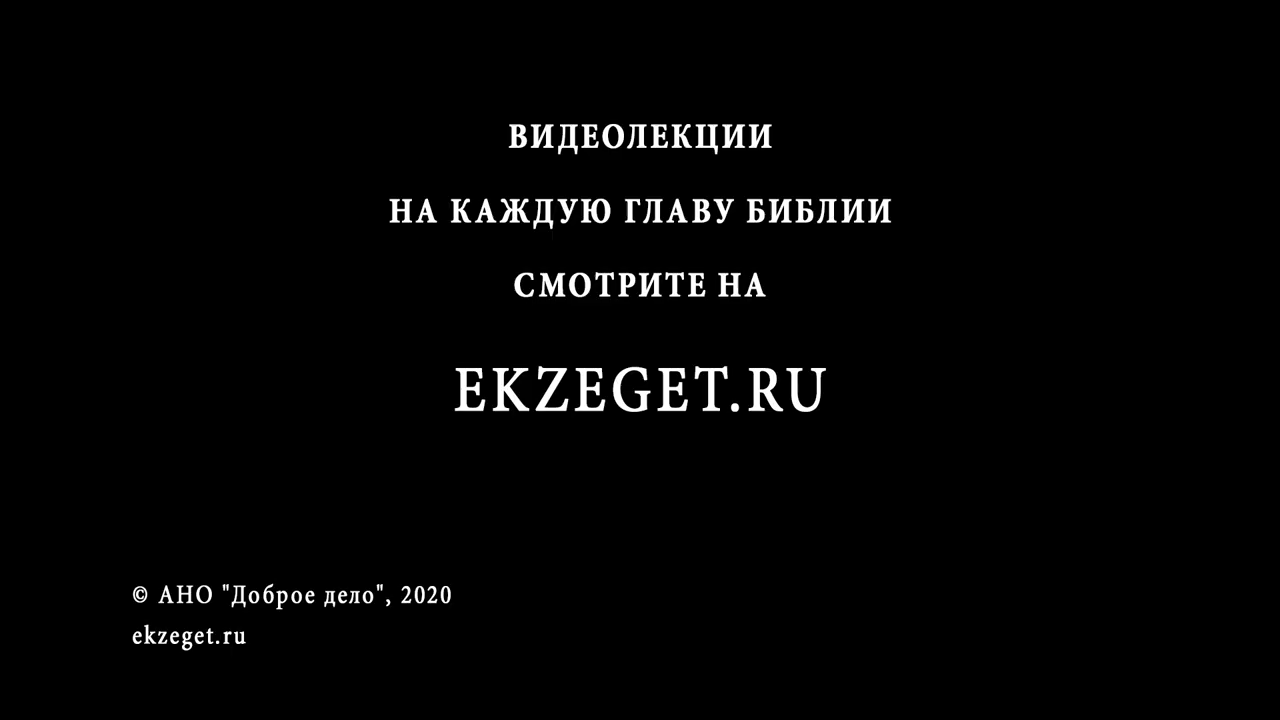 ВИДЕОЛЕКЦИИ
НА КАЖДУЮ ГЛАВУ БИБЛИИ
СМОТРИТЕ НА
EKZEGET.RU
© АНО "Доброе дело", 2020
ekzeget.ru